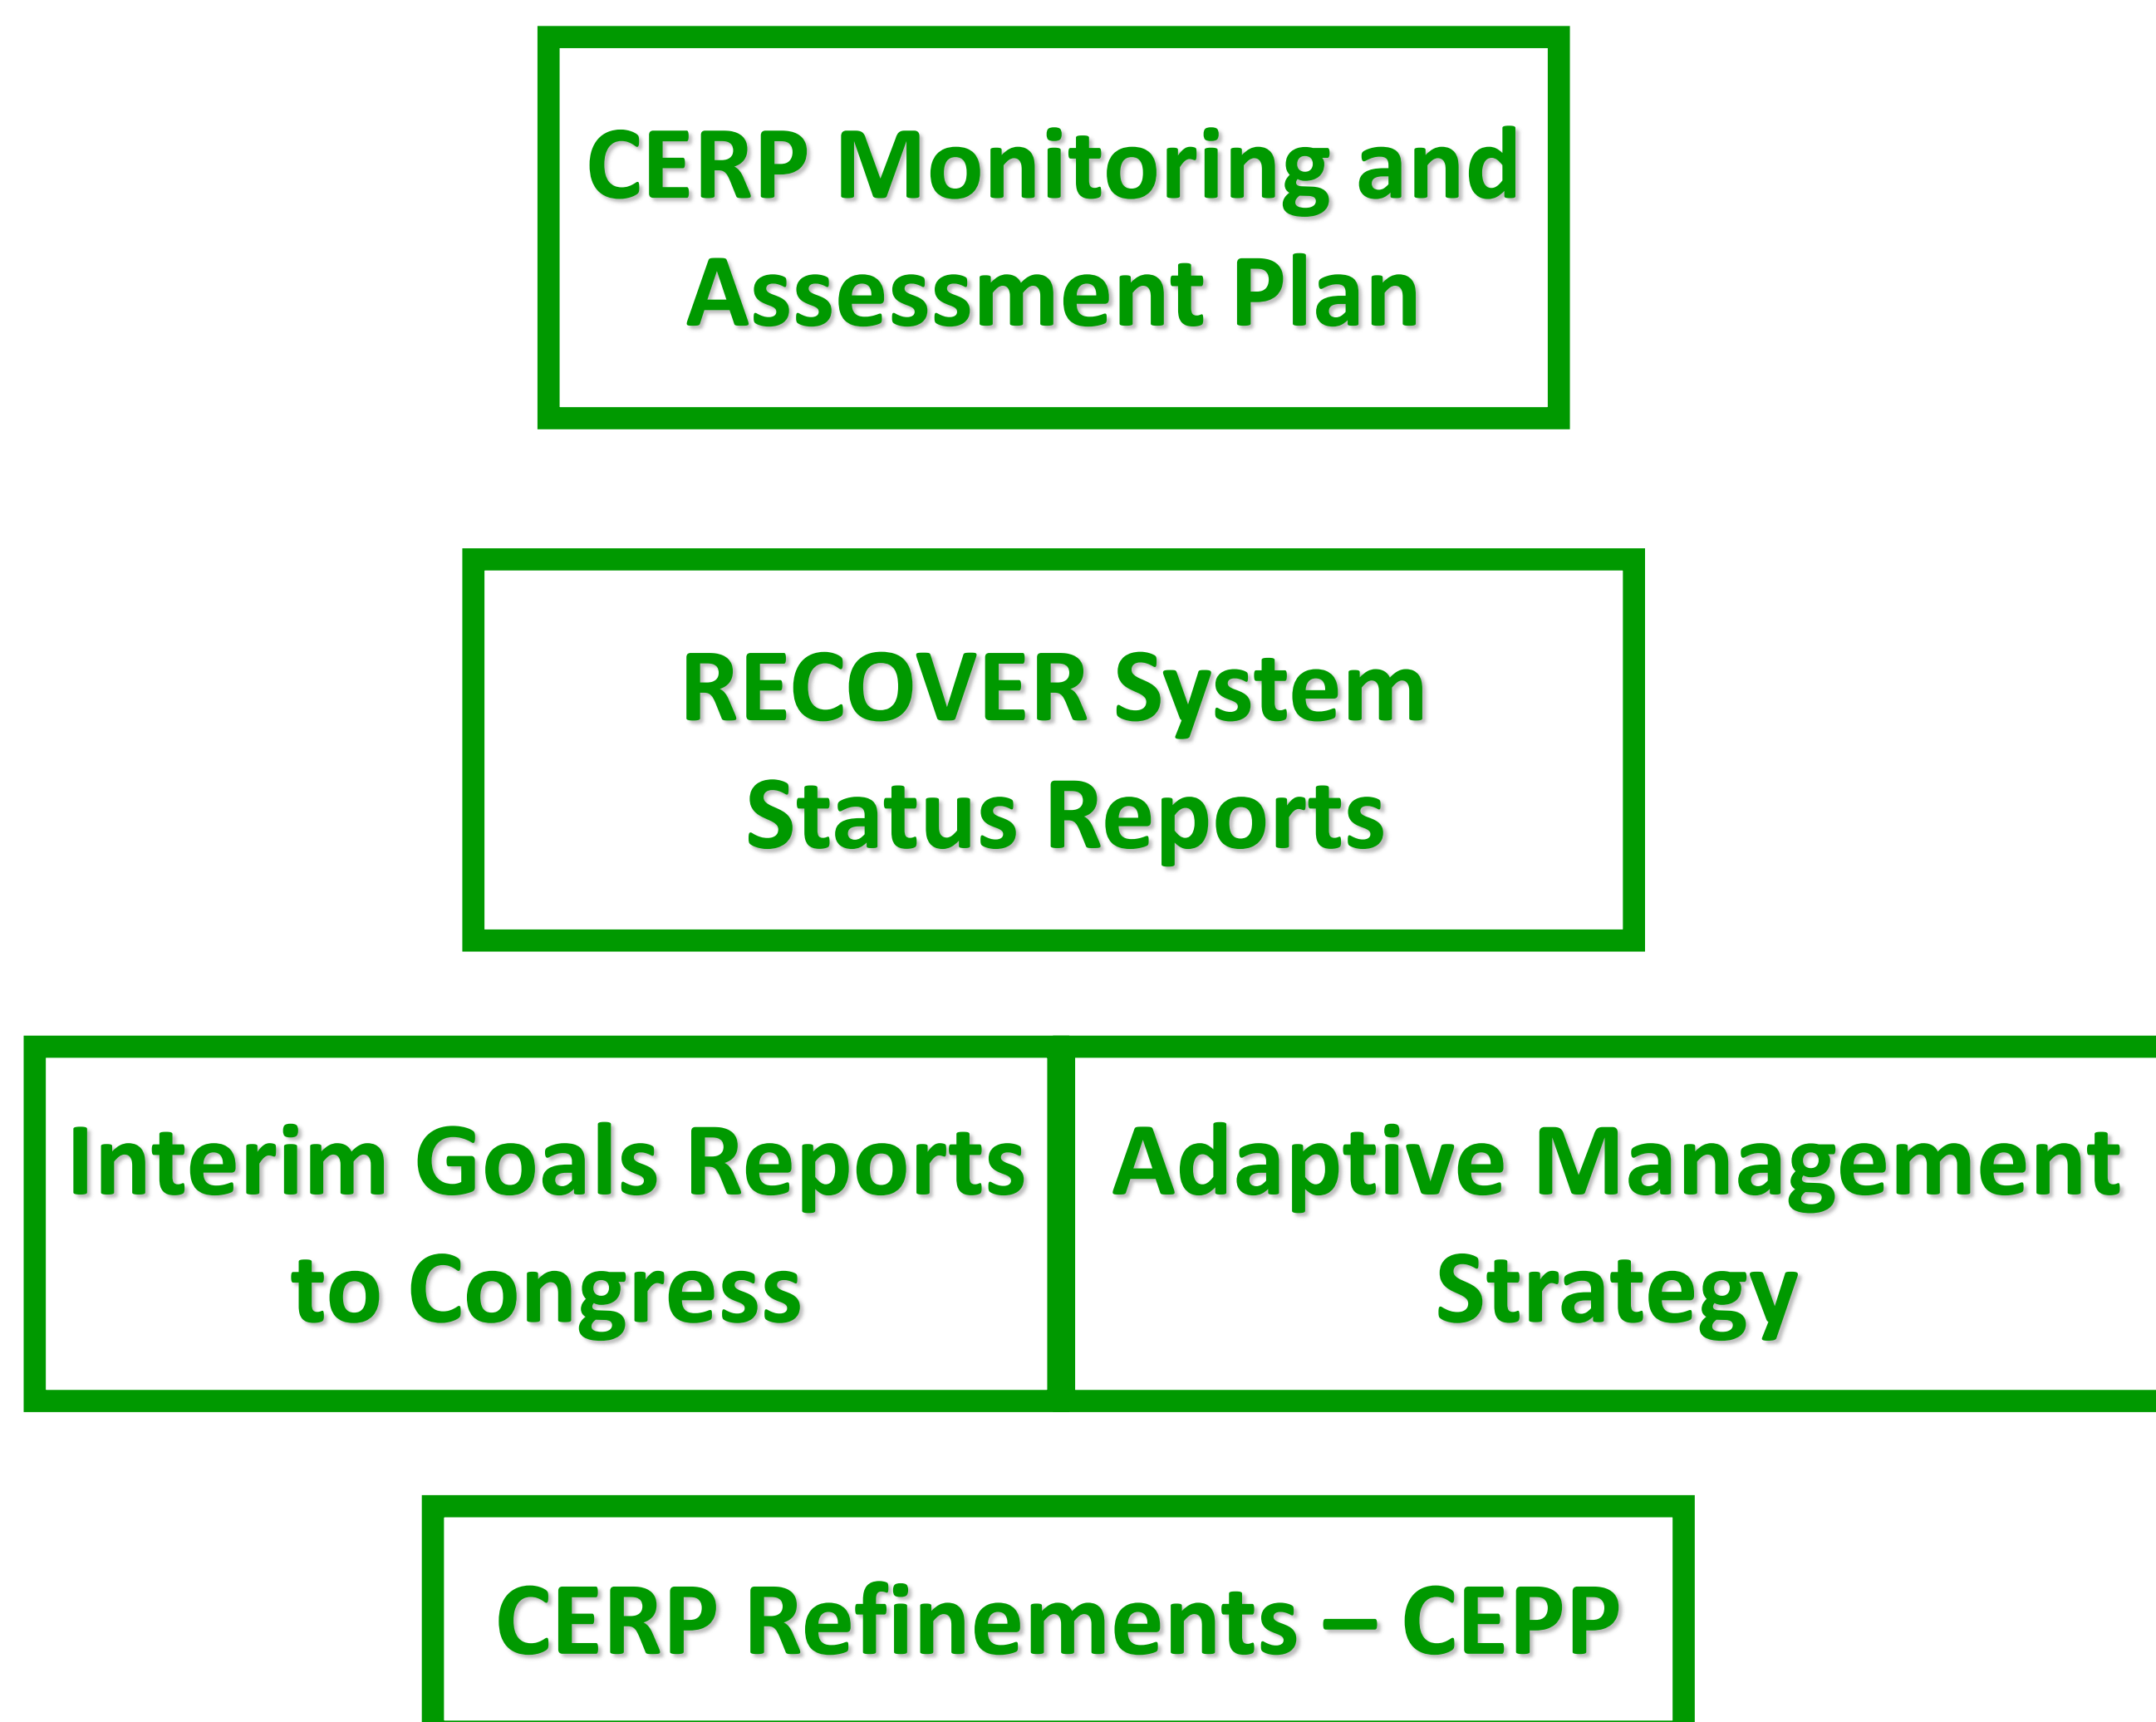 CERP Monitoring and
Assessment Plan
RECOVER System
Status Reports
Interim Goals Reports
to Congress
Adaptive Management
Strategy
CERP Refinements – CEPP